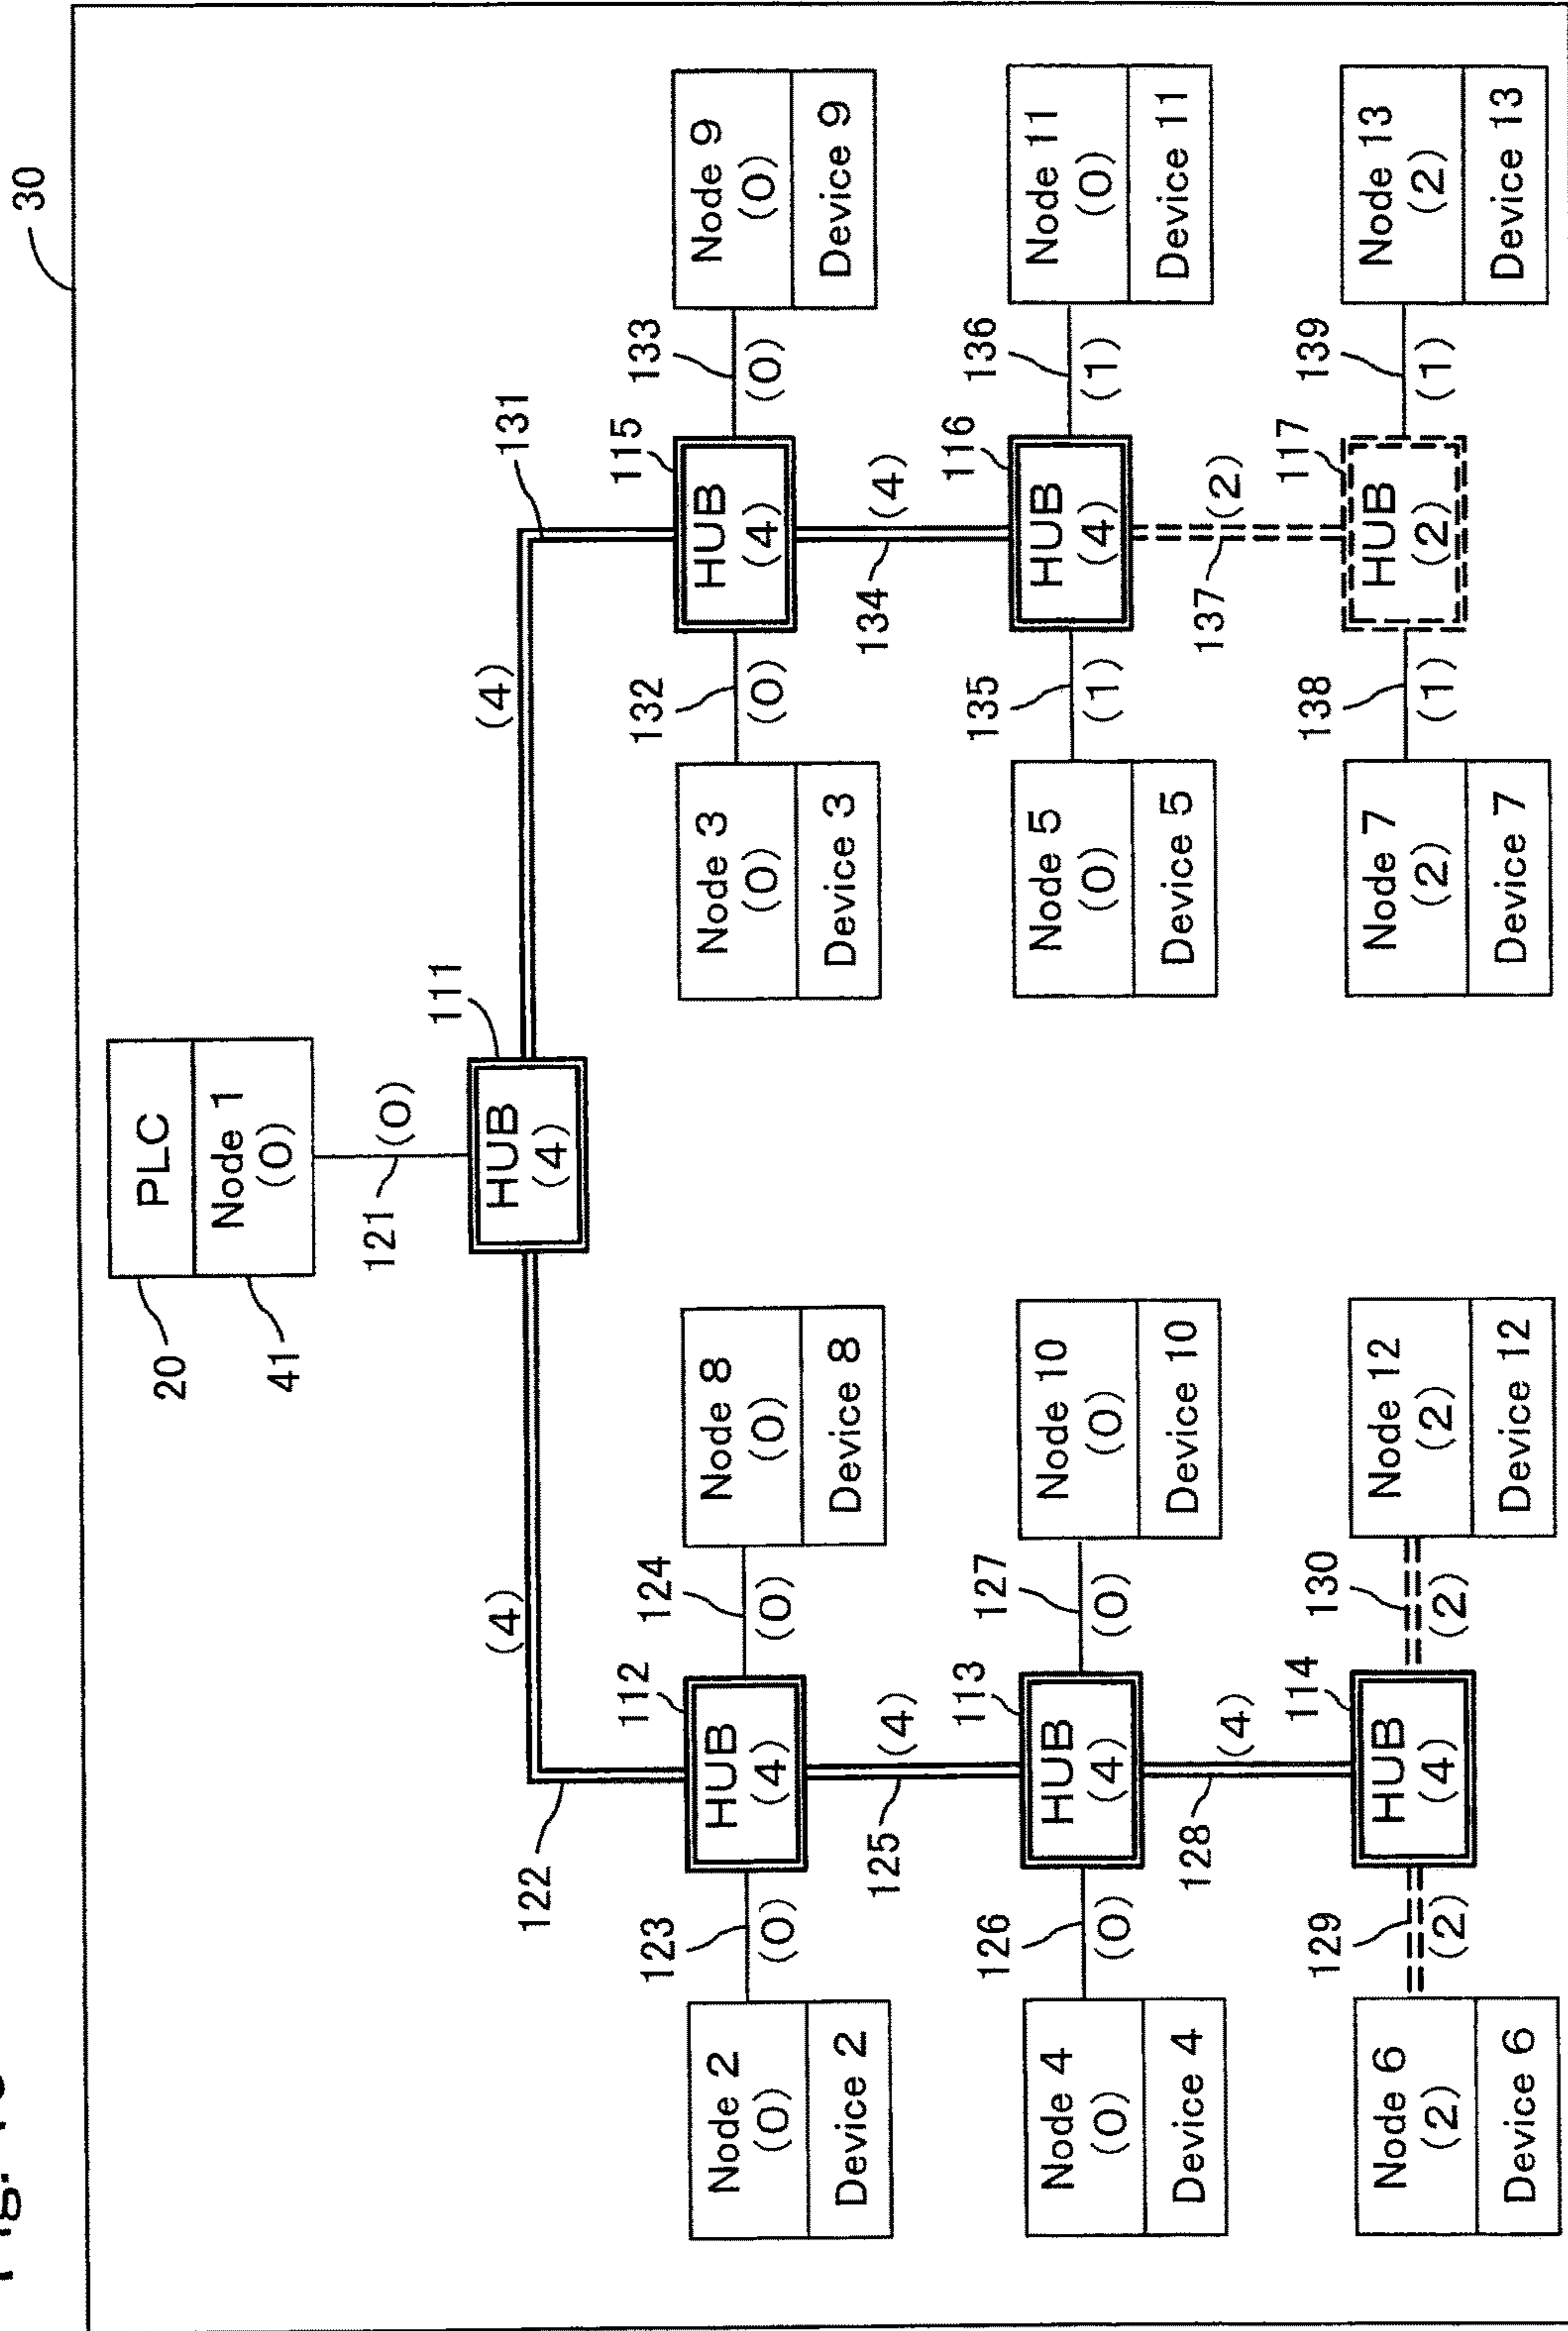 30
PLC
Node 1
(0)
20
41
121
(0)
111
HUB
(4)
(4)
(4)
122
131
Node 2
(0)
Device 2
123
(0)
112
HUB
(4)
124
(0)
Node 8
(0)
Device 8
Node 3
(0)
Device 3
132
(0)
115
HUB
(4)
133
(0)
Node 9
(0)
Device 9
125
(4)
134
(4)
Node 4
(0)
Device 4
126
(0)
113
HUB
(4)
127
(0)
Node 10
(0)
Device 10
Node 5
(0)
Device 5
135
(1)
116
HUB
(4)
136
(1)
Node 11
(0)
Device 11
128
(4)
137
(2)
Node 6
(2)
Device 6
129
(2)
114
HUB
(4)
130
(2)
Node 12
(2)
Device 12
Node 7
(2)
Device 7
138
(1)
117
HUB
(2)
139
(1)
Node 13
(2)
Device 13